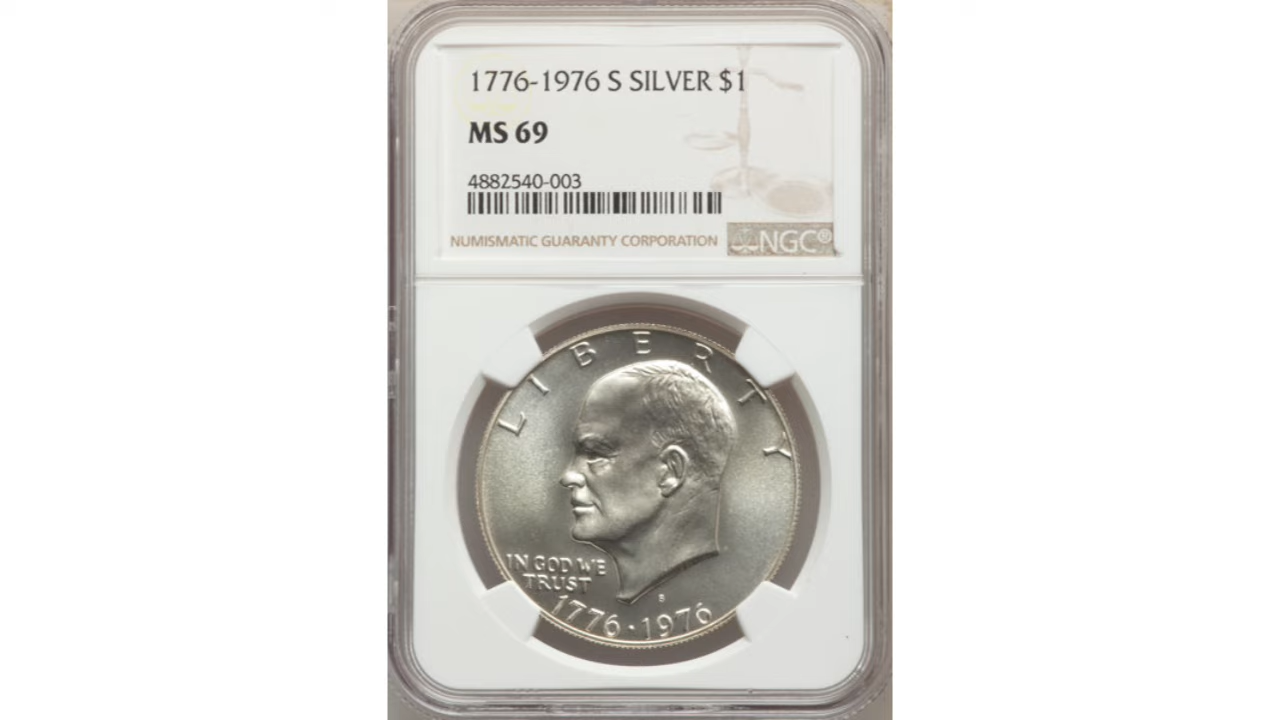 1776-1976 S SILVER $1
MS 69
4882540-003
NUMISMATIC GUARANTY CORPORATION
NGC®
LIBERTY
IN GOD WE
TRUST
S
1776·1976